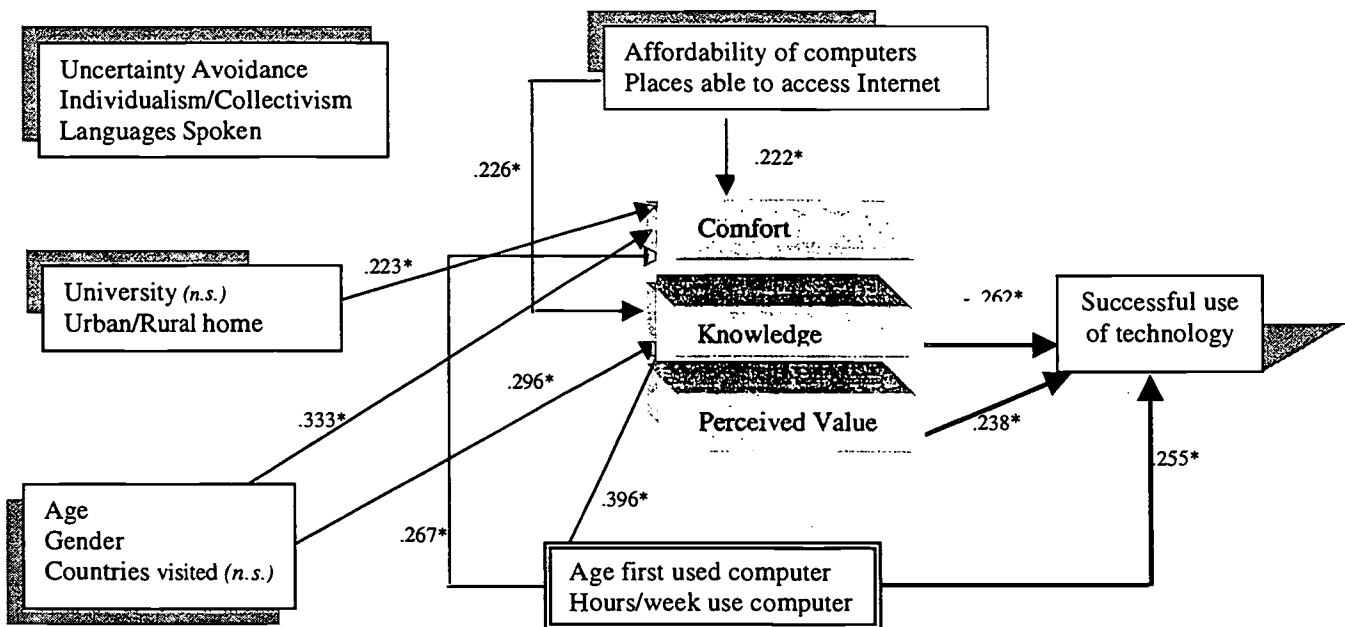 Uncertainty Avoidance
Individualism/Collectivism
Languages Spoken
Affordability of computers
Places able to access Internet
.226*
.222*
Comfort
.223*
University (n.s.)
Urban/Rural home
.262*
Successful use
of technology
Knowledge
.296*
.333*
Perceived Value
.238*
.255*
.396*
.267*
Age
Gender
Countries visited (n.s.)
Age first used computer
Hours/week use computer